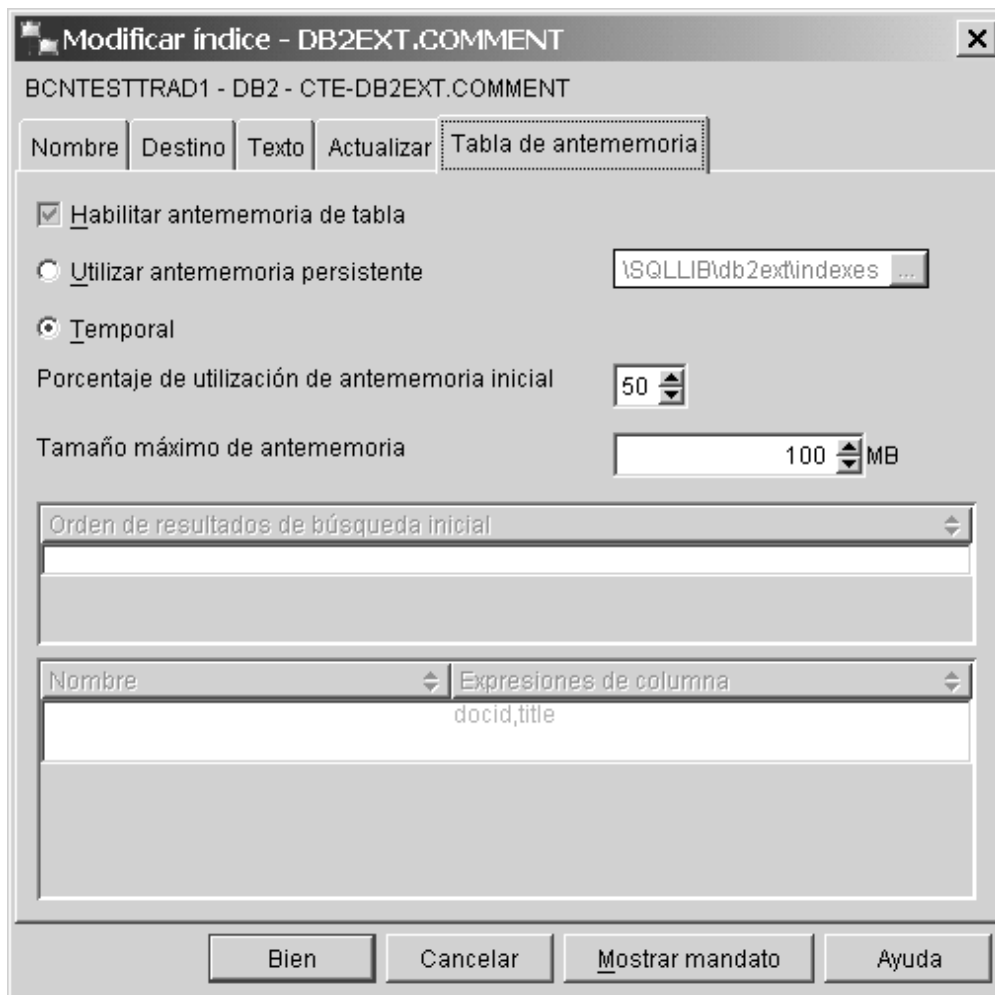 Modificar índice - DB2EXT.COMMENT
BCNTESTTRAD1 - DB2 - CTE-DB2EXT.COMMENT
Nombre Destino Texto Actualizar Tabla de antememoria
Habilitar antememoria de tabla
Utilizar antememoria persistente \SQLLIB\db2ext\indexes ...
Temporal
Porcentaje de utilización de antememoria inicial 50
Tamaño máximo de antememoria 100 MB
Orden de resultados de búsqueda inicial
Nombre Expresiones de columna
docid,title
Bien Cancelar Mostrar mandato Ayuda